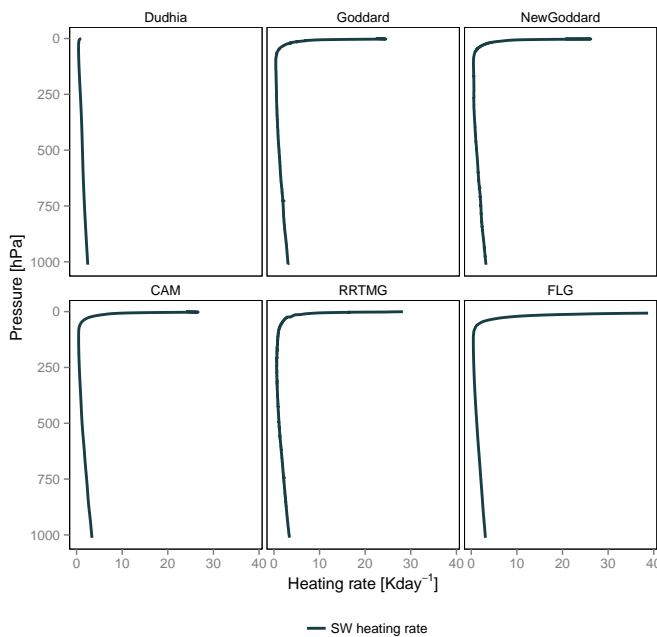 Dudhia Goddard NewGoddard
0
250
500
750
1000
CAM RRTMG FLG
0
250
500
750
1000
0 10 20 30 40 0 10 20 30 40 0 10 20 30 40
Pressure [hPa]
Heating rate [Kday⁻¹]
SW heating rate